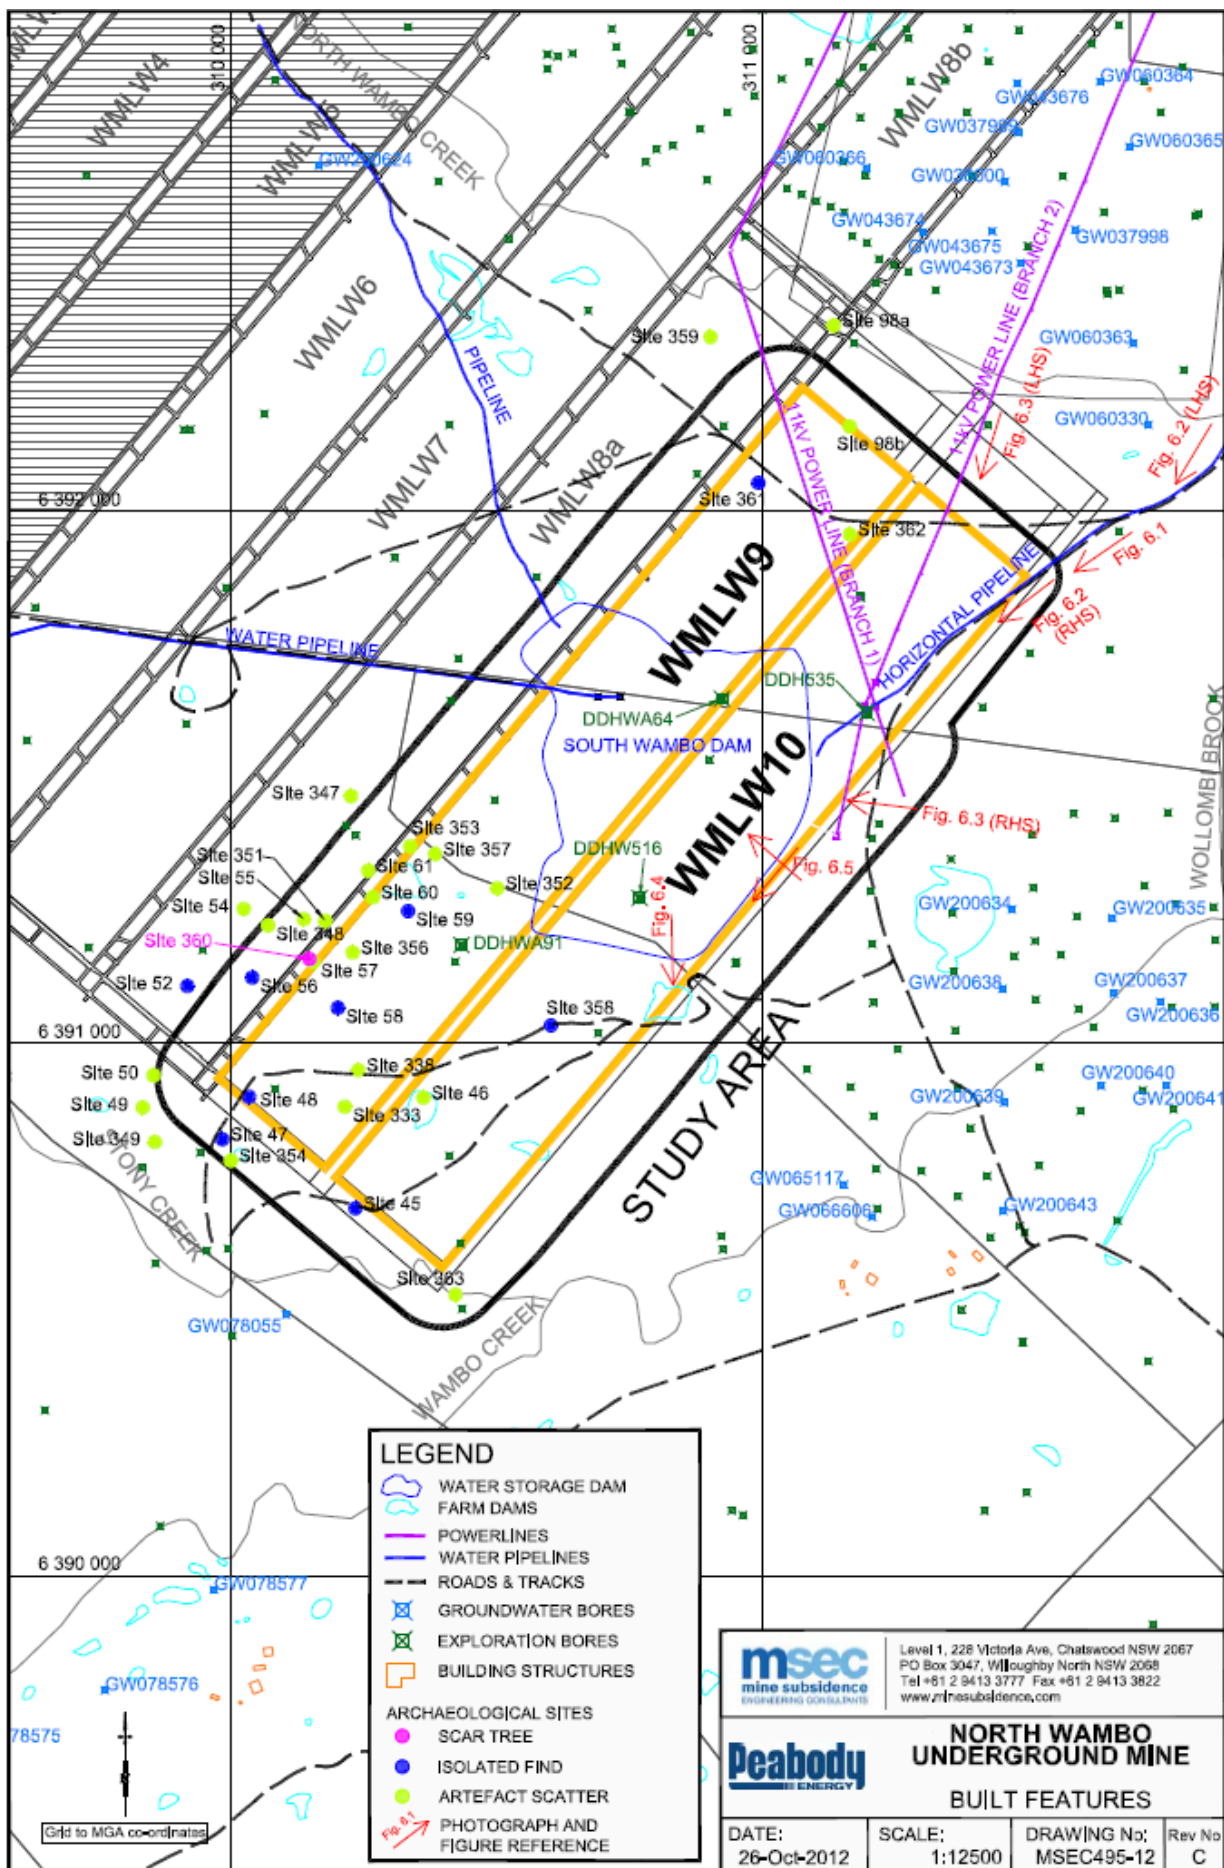 310 000
311 000
NORTH WAMBO CREEK
WMLW4
WMLW6
WMLW7
WMLW8a
WMLW8b
WMLW9
WMLW10
GW060364
GW043676
GW037999
GW060365
GW060366
GW043674
GW043675
GW037998
GW043673
GW060363
GW060330
PIPELINE
Site 359
Site 98a
11kV POWER LINE (BRANCH 2)
11kV POWER LINE (BRANCH 1)
Fig. 6.3 (LHS)
Fig. 6.2 (LHS)
Site 98b
Site 361
6 392 000
Site 362
Fig. 6.1
Fig. 6.2
(RHS)
HORIZONTAL PIPELINE
WATER PIPELINE
DDH535
DDHWA64
SOUTH WAMBO DAM
WOLLOMBI BROOK
Site 347
Fig. 6.3 (RHS)
Site 353
Site 351
Site 357
Site 61
DDHW516
Fig. 6.5
Site 55
Site 352
Site 60
Fig. 6.4
Site 54
Site 59
GW200634
GW200635
Site 348
Site 360
Site 356
DDHWA91
Site 57
Site 52
Site 56
GW200638
GW200637
GW200636
Site 58
Site 358
6 391 000
STUDY AREA
Site 50
Site 338
GW200640
Site 48
Site 46
GW200639
GW200641
Site 49
Site 333
Site 47
Site 349
Site 354
STONY CREEK
GW065117
Site 45
GW066606
GW200643
Site 363
GW078055
WAMBO CREEK
6 390 000
GW078577
GW078576
78575
Grid to MGA co-ordinates
LEGEND
WATER STORAGE DAM
FARM DAMS
POWERLINES
WATER PIPELINES
ROADS & TRACKS
GROUNDWATER BORES
EXPLORATION BORES
BUILDING STRUCTURES
ARCHAEOLOGICAL SITES
SCAR TREE
ISOLATED FIND
ARTEFACT SCATTER
Fig. 6.1
PHOTOGRAPH AND
FIGURE REFERENCE
msec
mine subsidence
ENGINEERING CONSULTANTS
Level 1, 228 Victoria Ave, Chatswood NSW 2067
PO Box 3047, Willoughby North NSW 2068
Tel +61 2 9413 3777 Fax +61 2 9413 3822
www.minesubsidence.com
Peabody
ENERGY
NORTH WAMBO
UNDERGROUND MINE
BUILT FEATURES
DATE:
26-Oct-2012
SCALE:
1:12500
DRAWING No:
MSEC495-12
Rev No
C